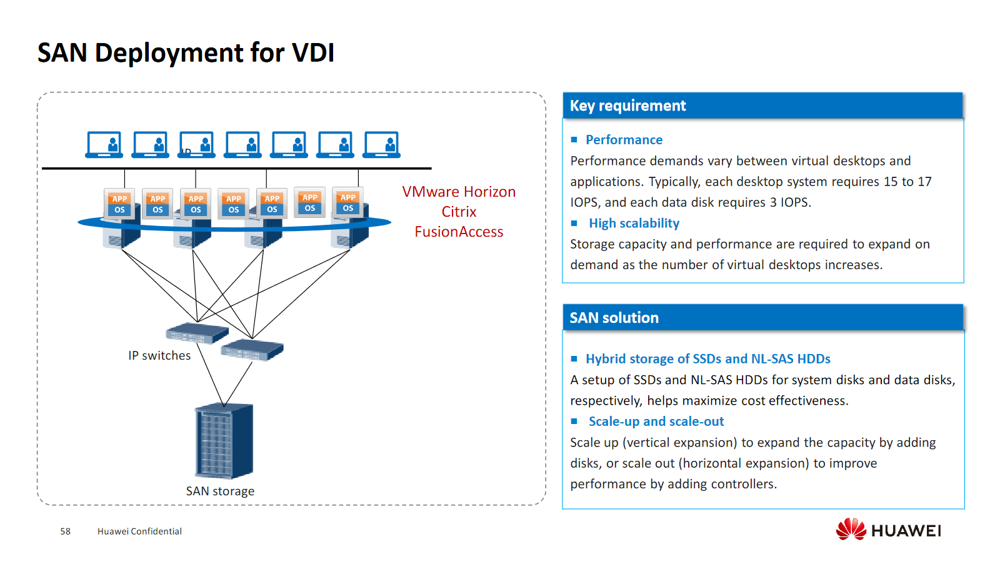 SAN Deployment for VDI
IP
APP
OS
APP
OS
APP
OS
APP
OS
APP
OS
APP
OS
APP
OS
VMware Horizon
Citrix
FusionAccess
IP switches
SAN storage
Key requirement
■ Performance
Performance demands vary between virtual desktops and
applications. Typically, each desktop system requires 15 to 17
IOPS, and each data disk requires 3 IOPS.
■ High scalability
Storage capacity and performance are required to expand on
demand as the number of virtual desktops increases.
SAN solution
■ Hybrid storage of SSDs and NL-SAS HDDs
A setup of SSDs and NL-SAS HDDs for system disks and data disks,
respectively, helps maximize cost effectiveness.
■ Scale-up and scale-out
Scale up (vertical expansion) to expand the capacity by adding
disks, or scale out (horizontal expansion) to improve
performance by adding controllers.
58 Huawei Confidential
HUAWEI